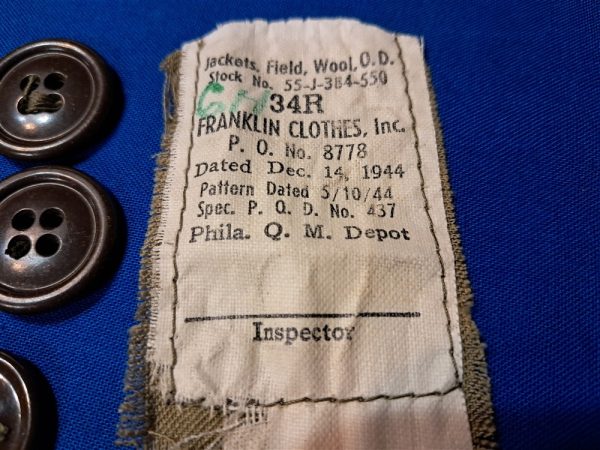 Jackets, Field, Wool, O.D.
Stock No. 55-J-384-550
34R
FRANKLIN CLOTHES, Inc.
P. O. No. 8778
Dated Dec. 14, 1944
Pattern Dated 5/10/44
Spec. P. Q. D. No. 437
Phila. Q. M. Depot
Inspector